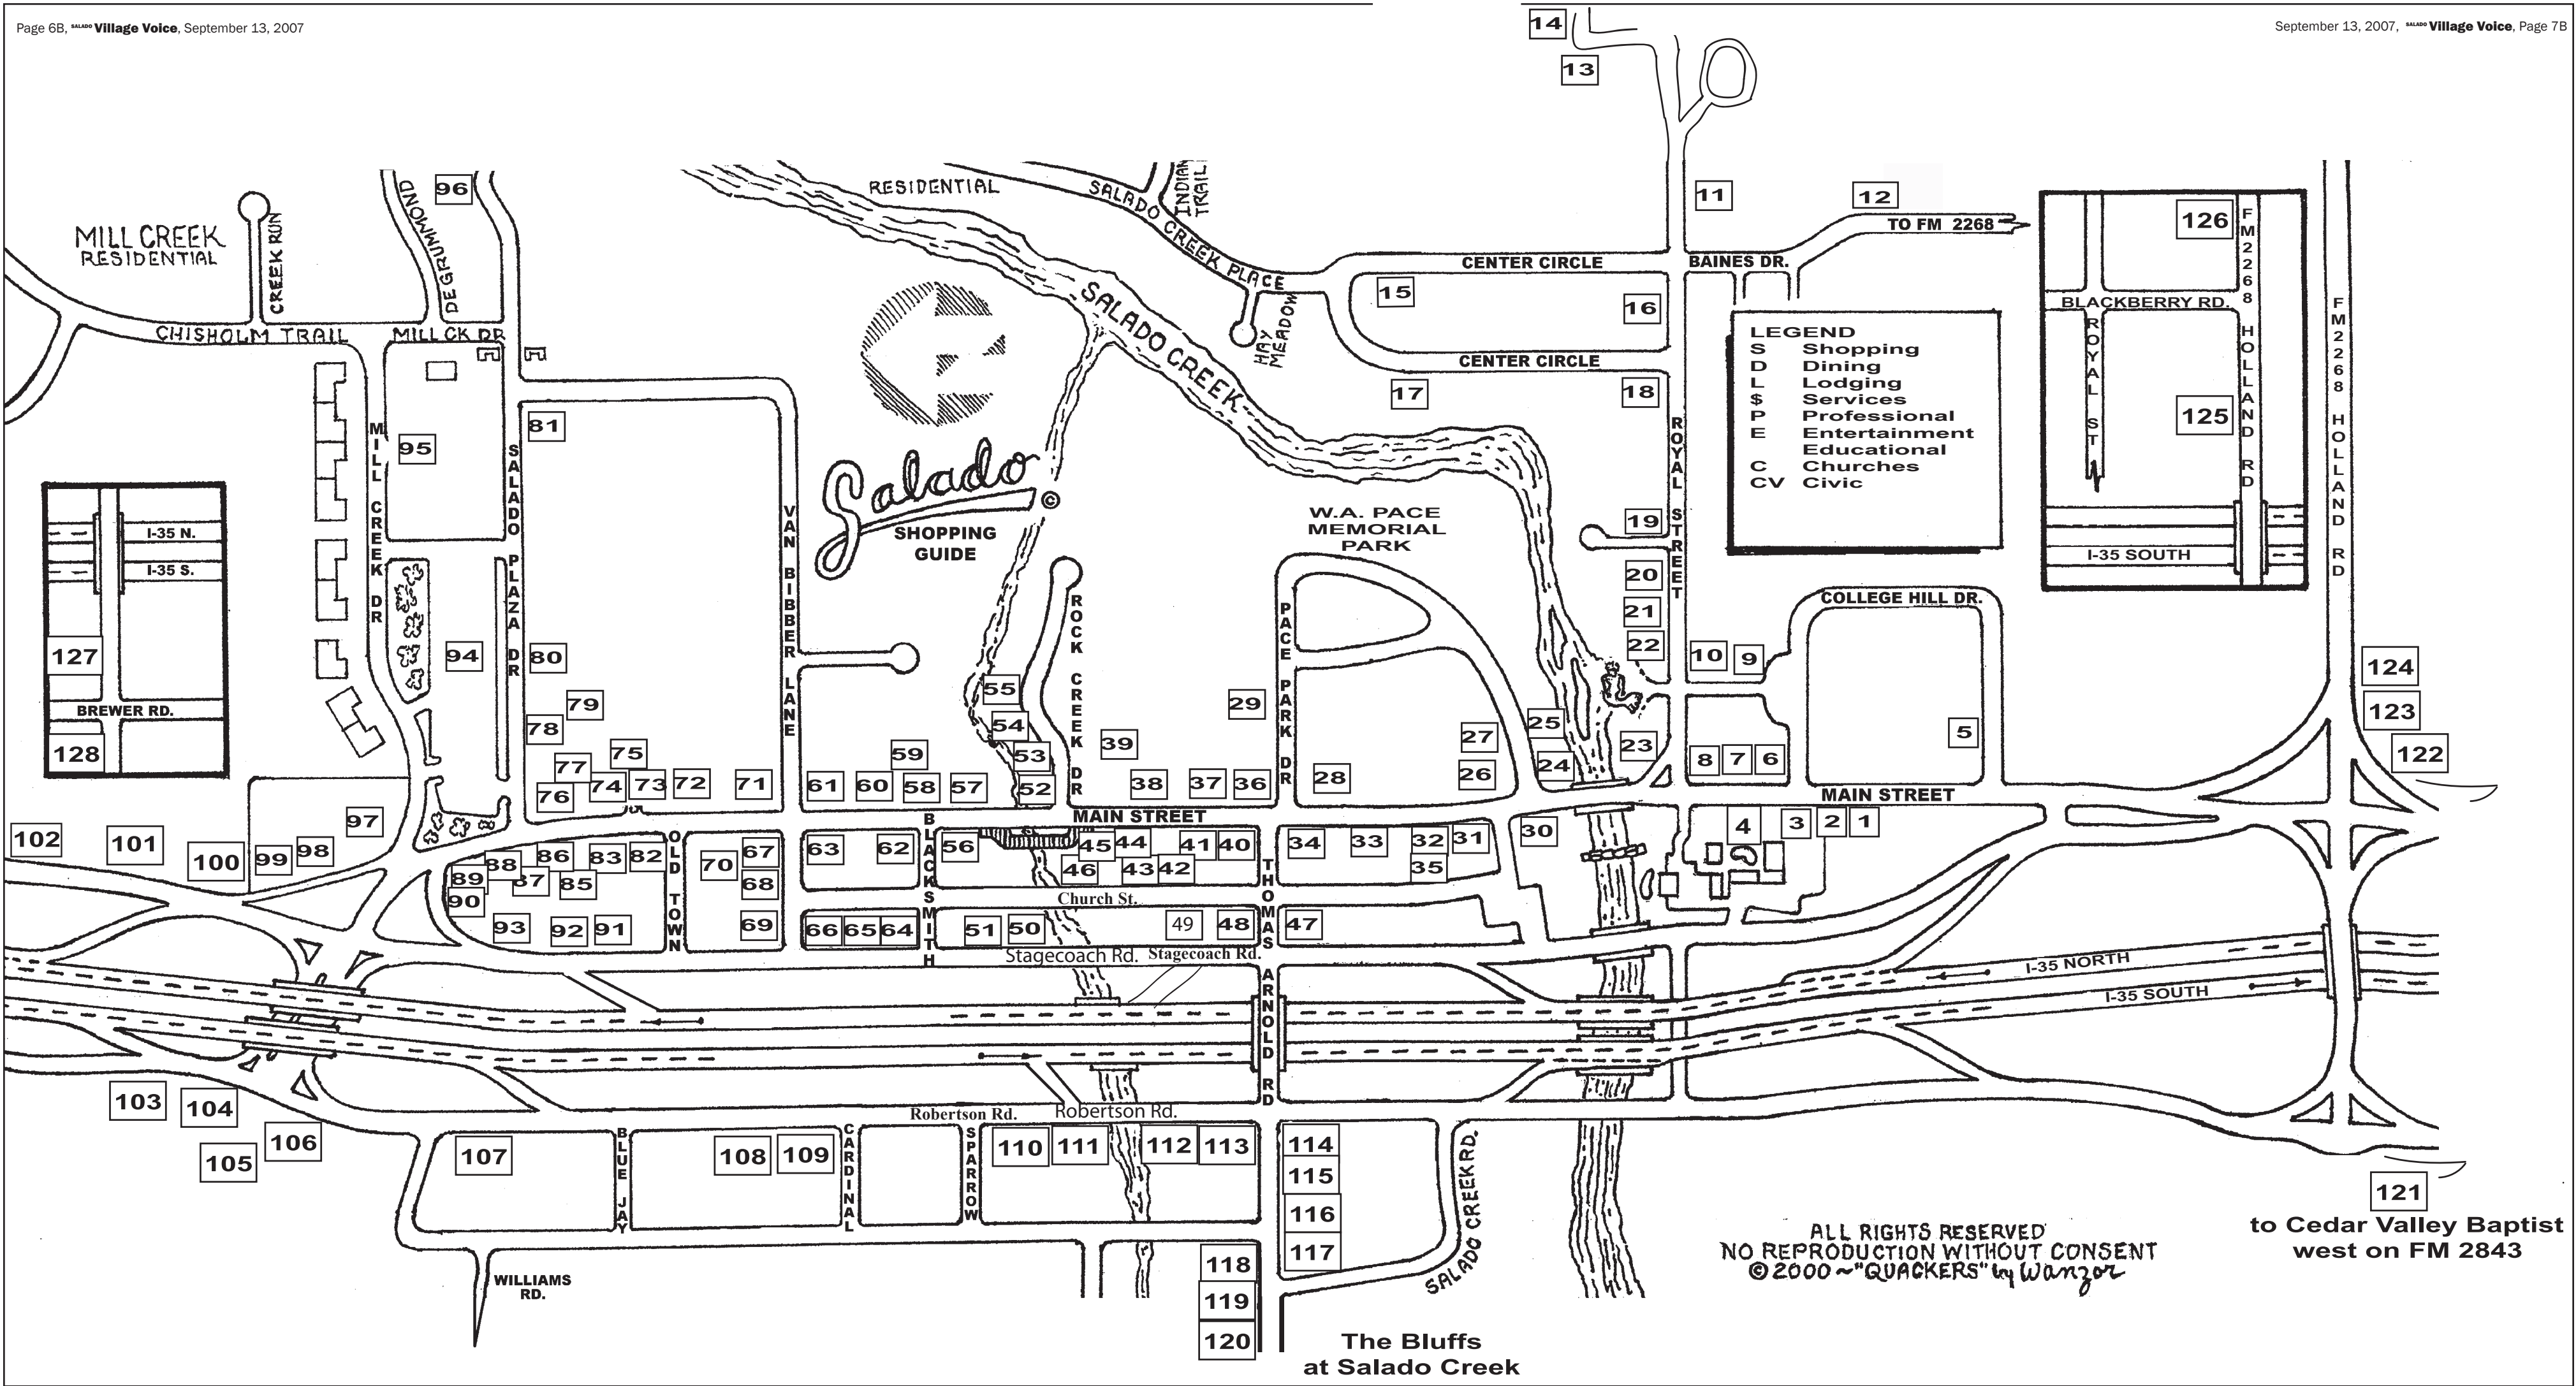 Page 6B, SALADO Village Voice, September 13, 2007
September 13, 2007, SALADO Village Voice, Page 7B
14
13
11
12
TO FM 2268
96
DEGRUMMOND
MILL CREEK
RESIDENTIAL
CREEK RUN
CHISHOLM TRAIL
MILL CK DR
RESIDENTIAL
SALADO CREEK PLACE
INDIAN
TRAIL
HAY
MEADOW
SALADO CREEK
CENTER CIRCLE
BAINES DR.
15
16
CENTER CIRCLE
17
18
LEGEND
S Shopping
D Dining
L Lodging
$ Services
P Professional
E Entertainment
Educational
C Churches
CV Civic
126
FM 2268 HOLLAND RD
BLACKBERRY RD.
ROYAL ST
125
I-35 SOUTH
FM 2268 HOLLAND RD
MILL CREEK DR
95
SALADO PLAZA DR
81
VAN BIBBER LANE
Salado ©
SHOPPING
GUIDE
W.A. PACE
MEMORIAL
PARK
ROYAL STREET
19
20
21
22
COLLEGE HILL DR.
I-35 N.
I-35 S.
127
BREWER RD.
128
94
80
79
78
77
75
76
74
73
72
71
61
60
59
58
57
55
54
53
52
ROCK CREEK DR
39
38
37
36
29
PACE PARK DR
28
27
26
25
24
23
10
9
8
7
6
5
124
123
122
MAIN STREET
MAIN STREET
102
101
100
99
98
97
88
86
83
82
89
87
85
90
93
92
91
OLD TOWN
70
67
68
69
63
62
66
65
64
BLACKSMITH
56
45
44
41
40
46
43
42
Church St.
51
50
49
48
47
THOMAS ARNOLD RD
34
33
32
31
35
30
4
3
2
1
Stagecoach Rd.
Stagecoach Rd.
I-35 NORTH
I-35 SOUTH
Robertson Rd.
Robertson Rd.
103
104
105
106
107
BLUE JAY
108
109
CARDINAL
SPARROW
110
111
112
113
114
115
116
117
118
119
120
SALADO CREEK RD.
WILLIAMS
RD.
The Bluffs
at Salado Creek
ALL RIGHTS RESERVED
NO REPRODUCTION WITHOUT CONSENT
© 2000 ~ "QUACKERS" by Wanzor
121
to Cedar Valley Baptist
west on FM 2843